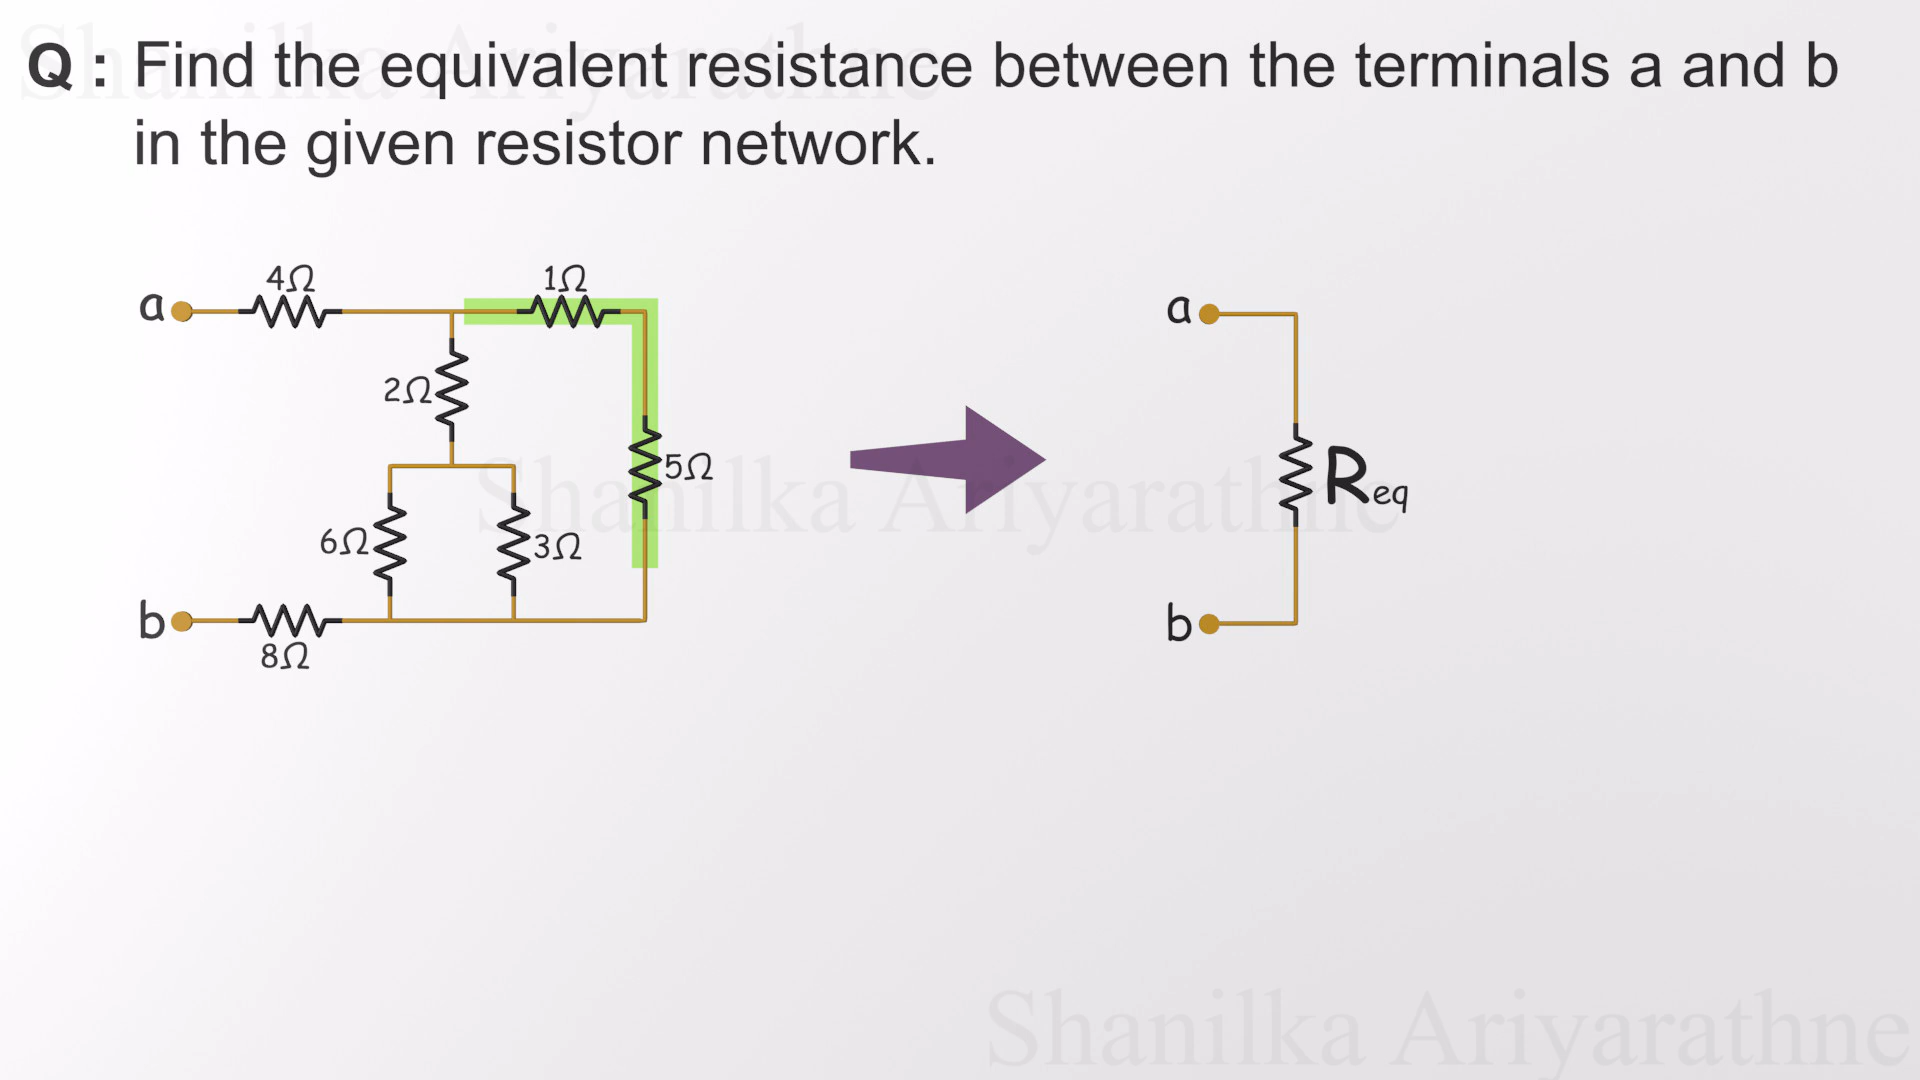 Shanilka Ariyarathne
Q : Find the equivalent resistance between the terminals a and b
in the given resistor network.
4Ω
1Ω
a
a
2Ω
5Ω
Req
Shanilka Ariyarathne
6Ω
3Ω
b
b
8Ω
Shanilka Ariyarathne